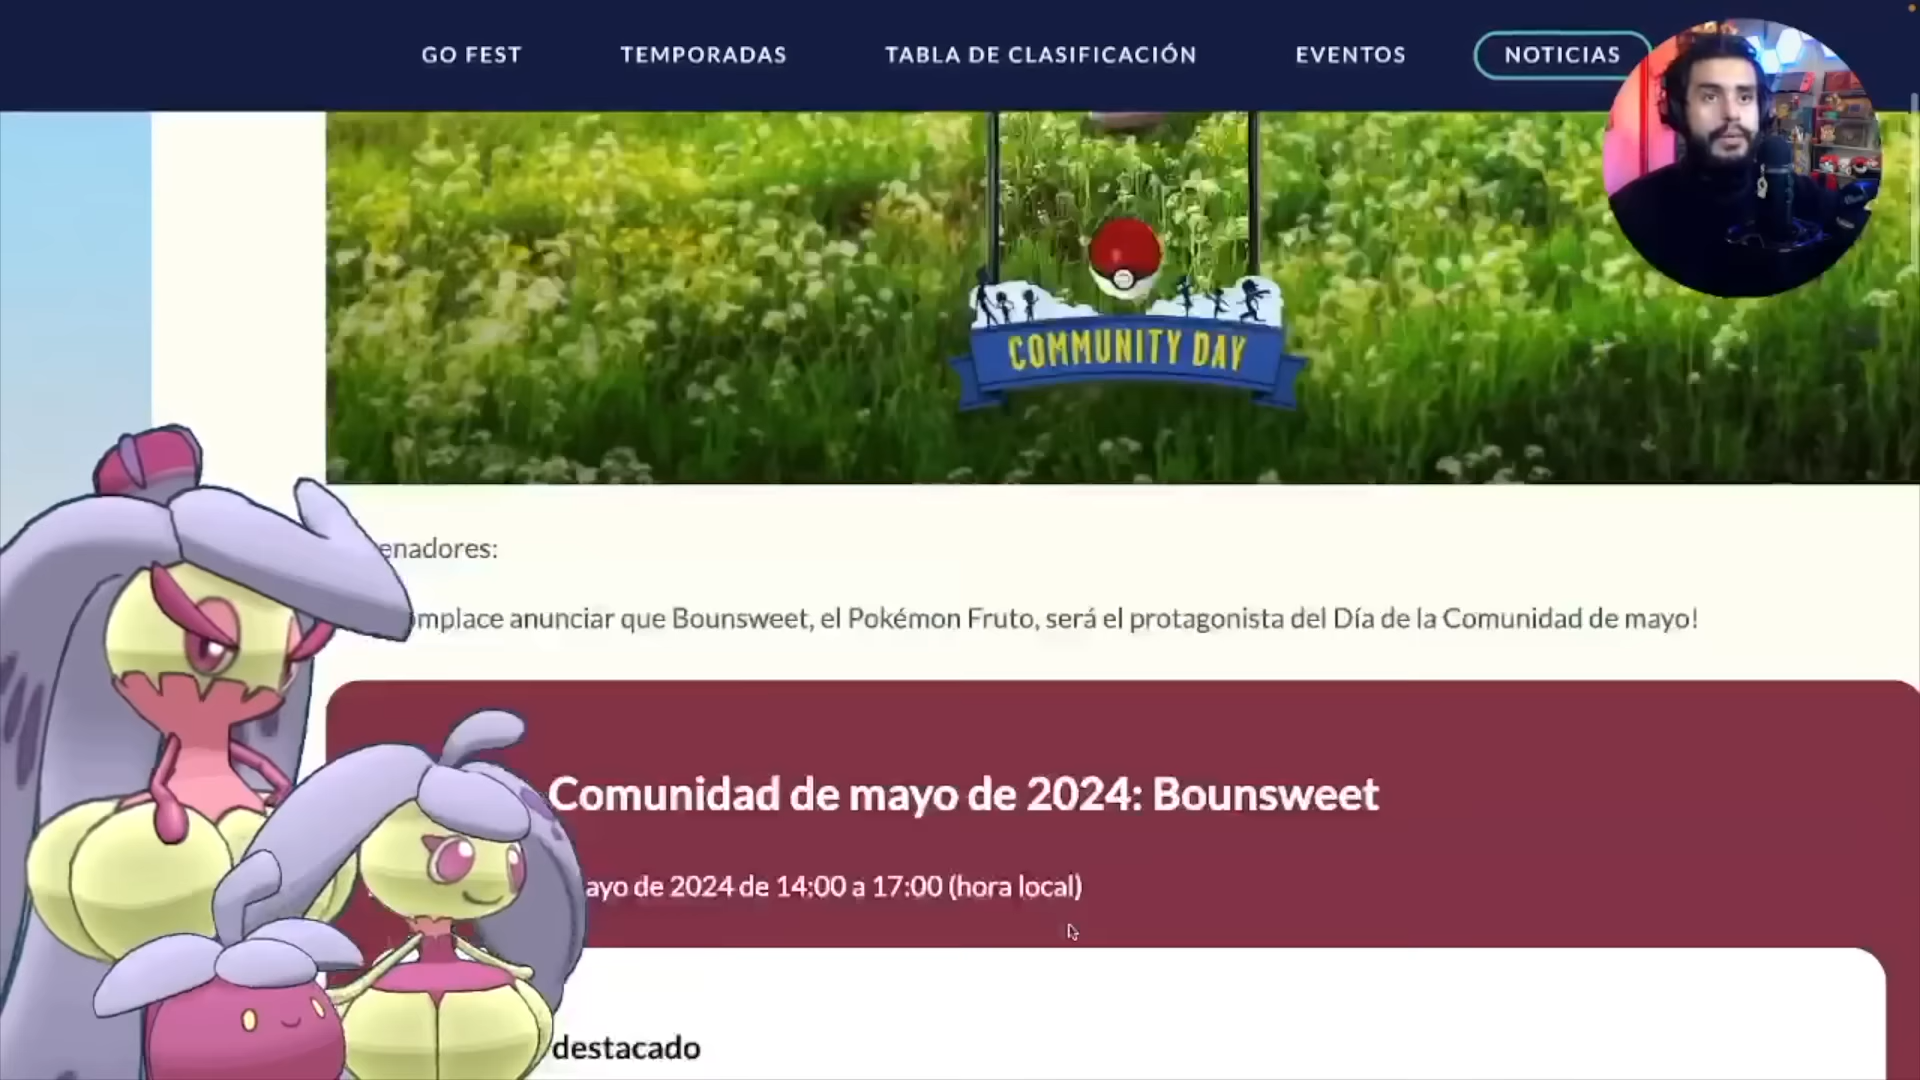 GO FEST
TEMPORADAS
TABLA DE CLASIFICACIÓN
EVENTOS
NOTICIAS
COMMUNITY DAY
enadores:
mplace anunciar que Bounsweet, el Pokémon Fruto, será el protagonista del Día de la Comunidad de mayo!
Comunidad de mayo de 2024: Bounsweet
ayo de 2024 de 14:00 a 17:00 (hora local)
destacado